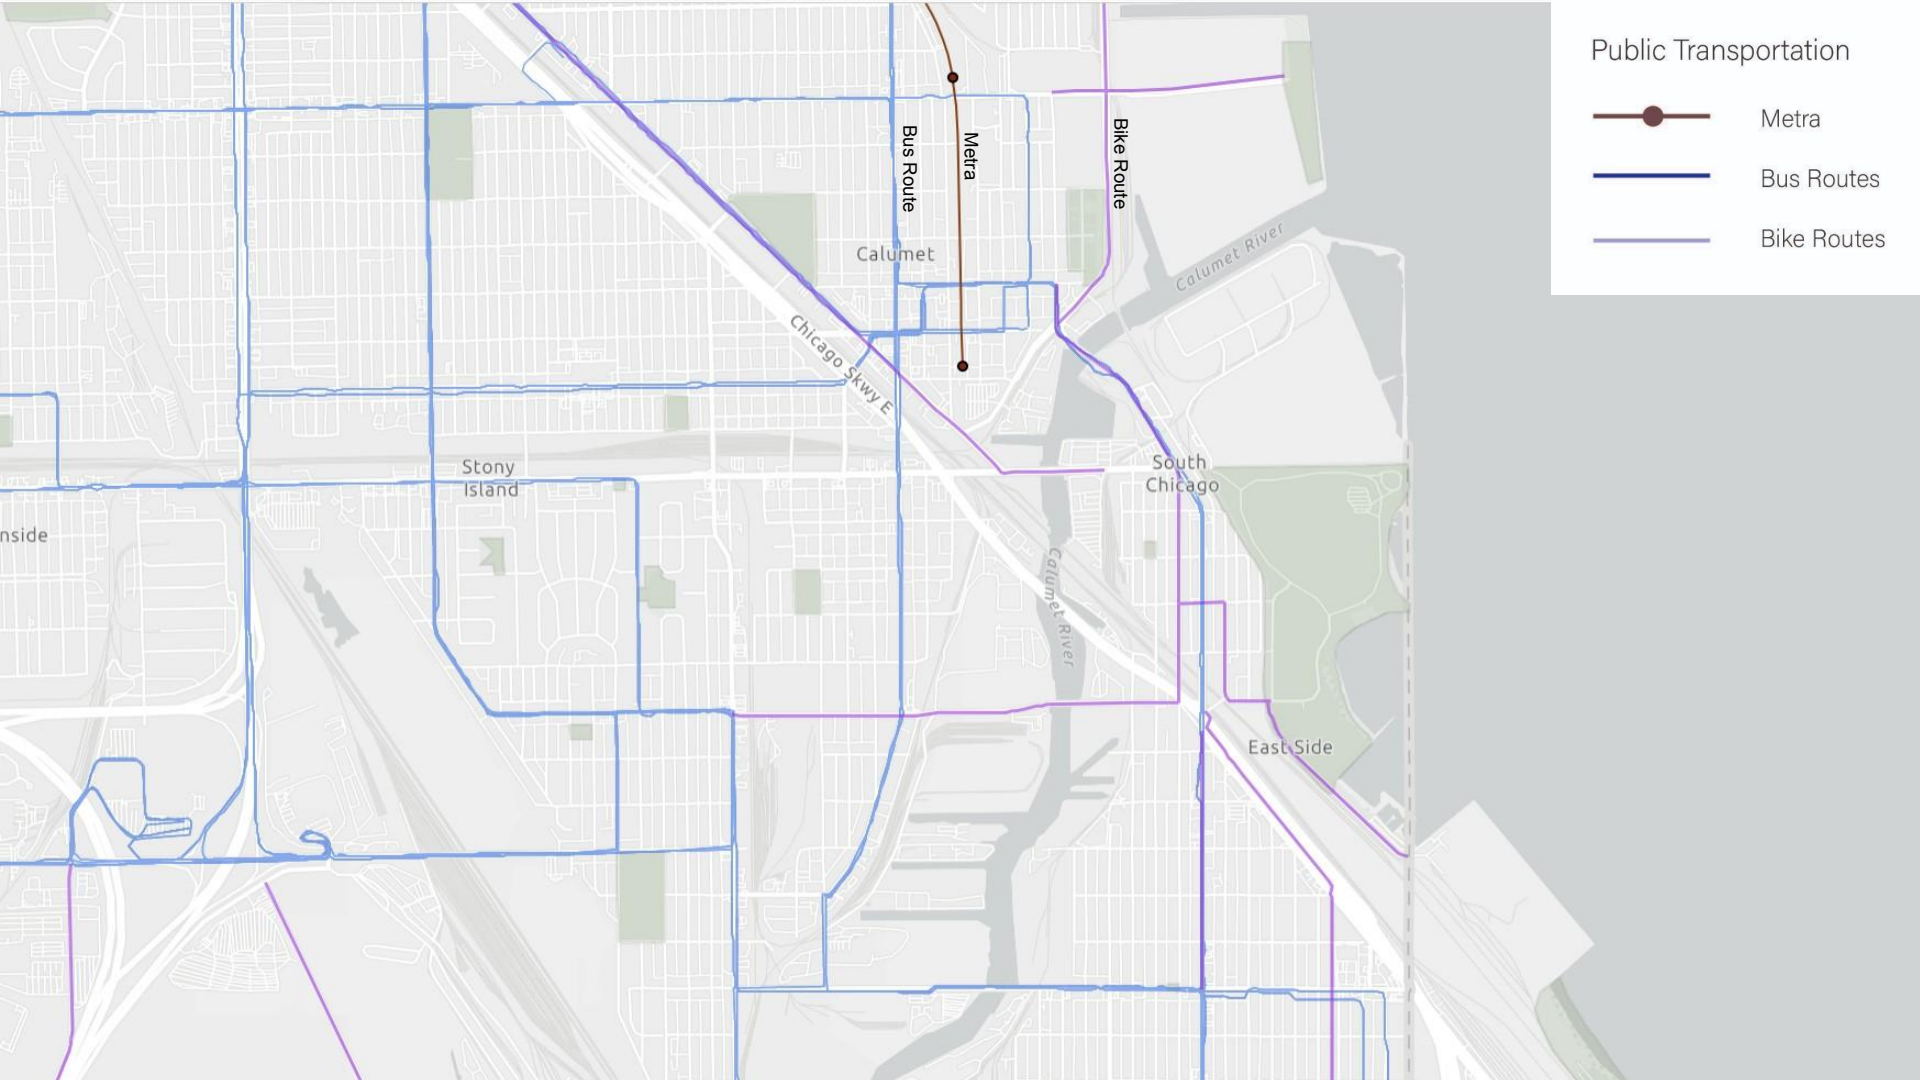 Public Transportation
Metra
Bus Routes
Bike Routes
Bus Route
Metra
Bike Route
Calumet
Calumet River
Chicago Skwy E
Stony
Island
South
Chicago
nside
Calumet River
East Side